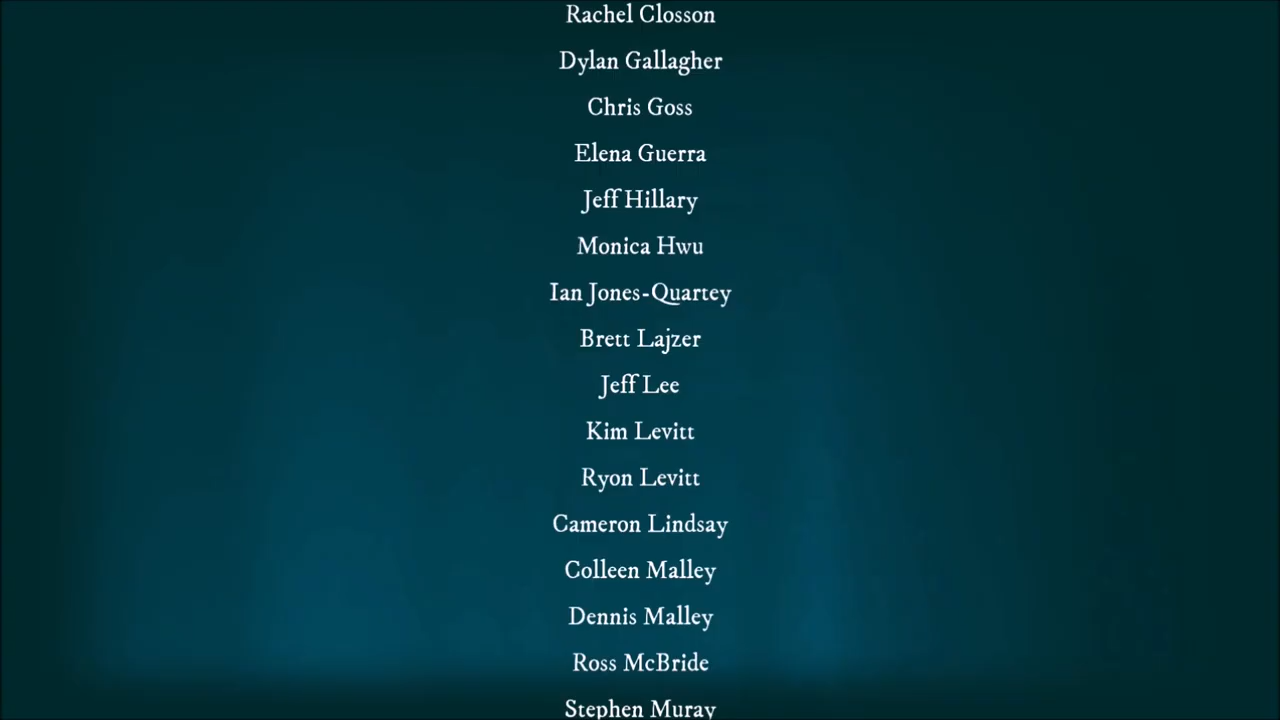 Rachel Closson
Dylan Gallagher
Chris Goss
Elena Guerra
Jeff Hillary
Monica Hwu
Ian Jones-Quartey
Brett Lajzer
Jeff Lee
Kim Levitt
Ryon Levitt
Cameron Lindsay
Colleen Malley
Dennis Malley
Ross McBride
Stephen Muray